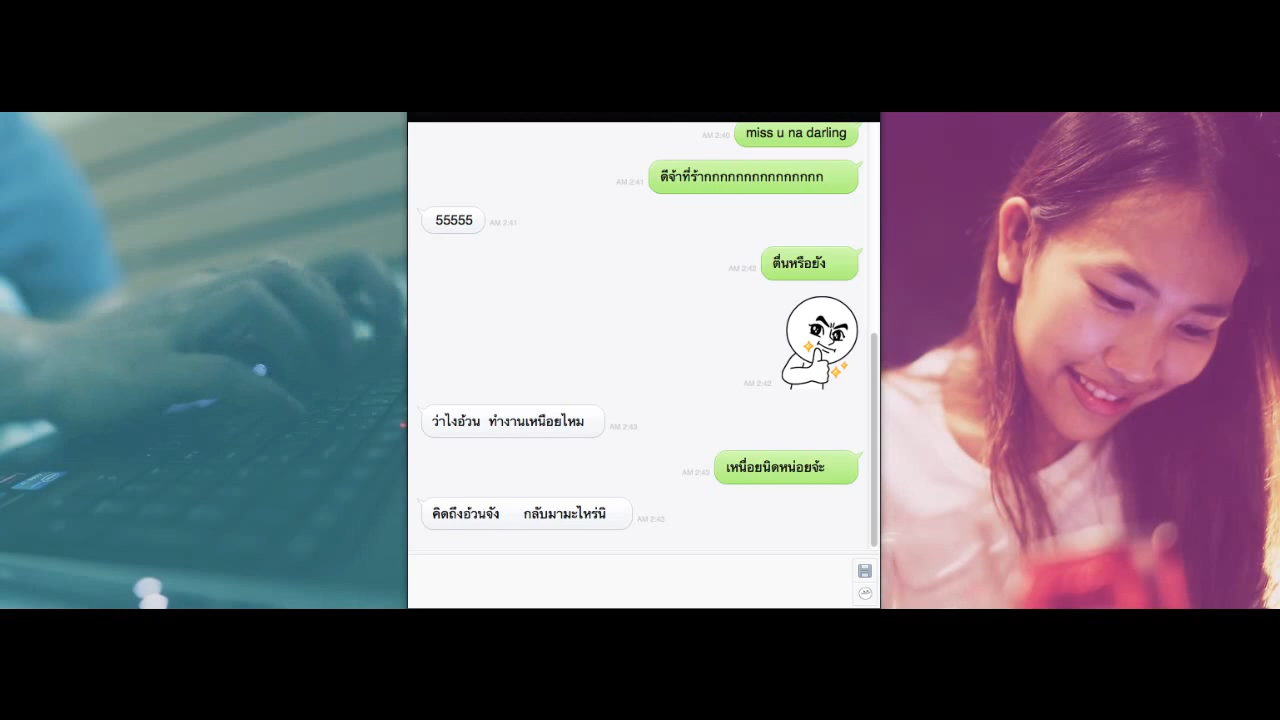 AM 2:40 miss u na darling
AM 2:41 ดีจ้าที่ร้ากกกกกกกกกกกกกกก
55555 AM 2:41
AM 2:42 ตื่นหรือยัง
AM 2:42
ว่าไงอ้วน ทำงานเหนือยไหม AM 2:43
AM 2:43 เหนื่อยนิดหน่อยจ้ะ
คิดถึงอ้วนจัง กลับมามะไหร่นิ AM 2:43